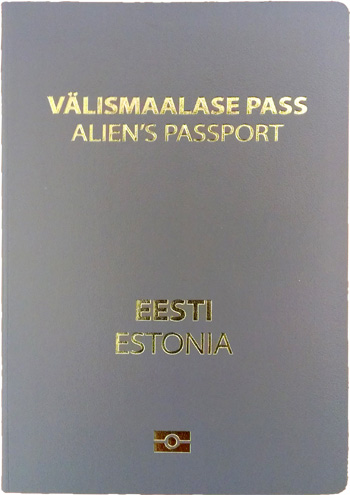 VÄLISMAALASE PASS
ALIEN'S PASSPORT
EESTI
ESTONIA